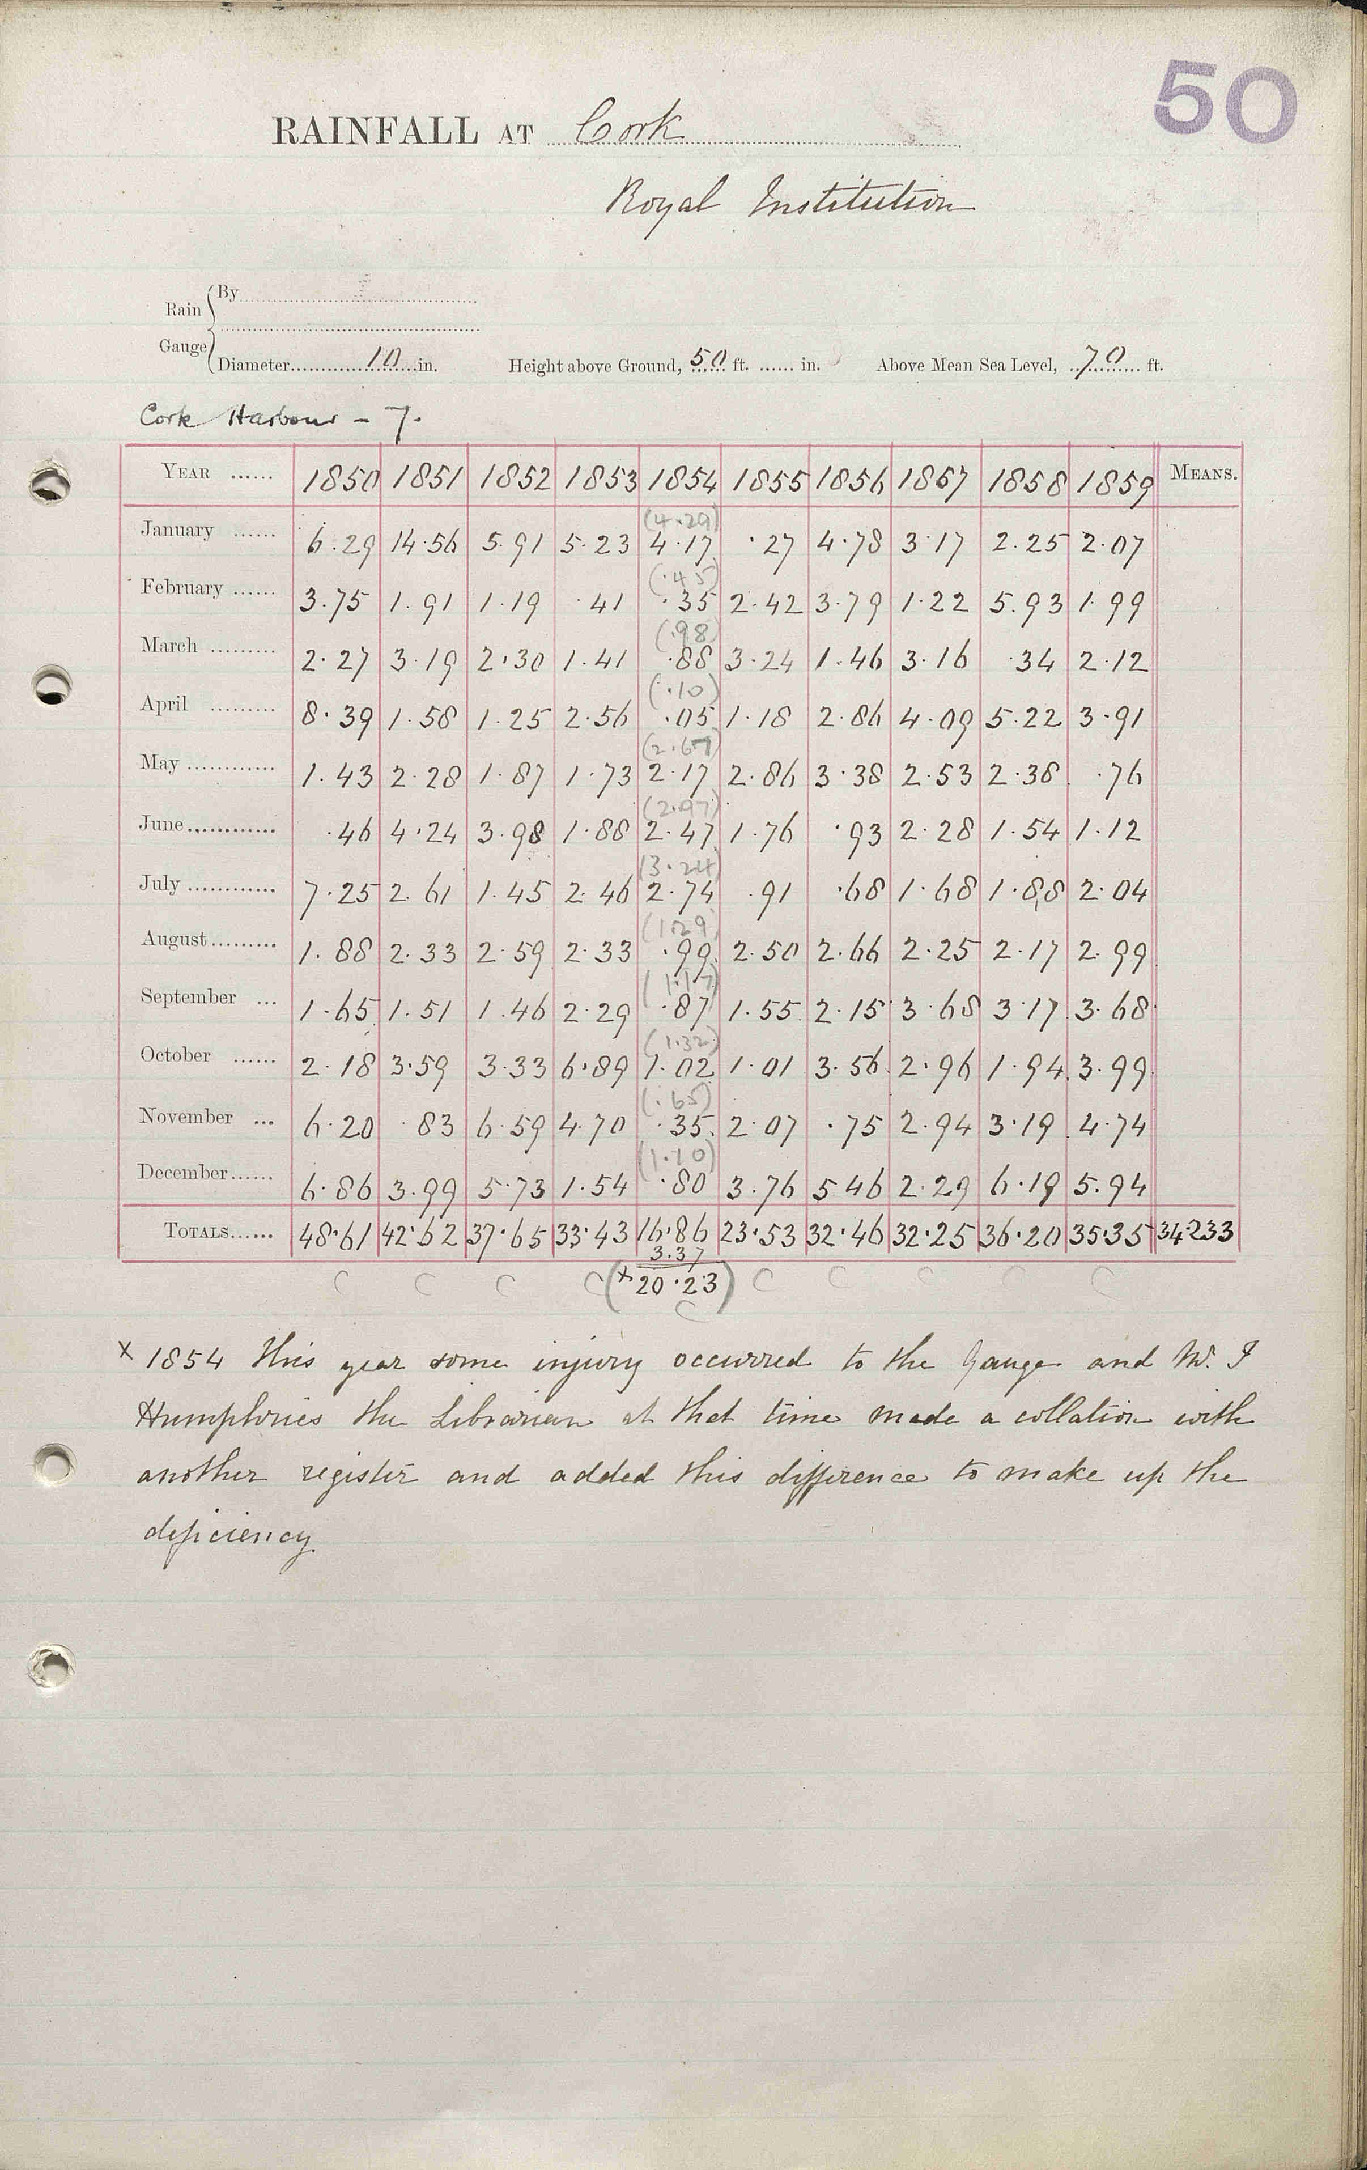 50
RAINFALL AT Cork
Royal Institution
Rain Gauge { By
Diameter 10 in. Height above Ground, 50 ft. in. Above Mean Sea Level, 70 ft.
Cork Harbour - 7.
YEAR 1850 1851 1852 1853 1854 1855 1856 1857 1858 1859 MEANS.
(4.29)
January 6.29 14.56 5.91 5.23 4.17 .27 4.78 3.17 2.25 2.07
(.45)
February 3.75 1.91 1.19 .41 .35 2.42 3.79 1.22 5.93 1.99
(.98)
March 2.27 3.19 2.30 1.41 .88 3.24 1.46 3.16 .34 2.12
(.10)
April 8.39 1.58 1.25 2.56 .05 1.18 2.86 4.09 5.22 3.91
(2.67)
May 1.43 2.28 1.87 1.73 2.17 2.86 3.38 2.53 2.38 .76
(2.97)
June .46 4.24 3.98 1.88 2.47 1.76 .93 2.28 1.54 1.12
(3.24)
July 7.25 2.61 1.45 2.46 2.74 .91 .68 1.68 1.88 2.04
(1.29)
August 1.88 2.33 2.59 2.33 .99 2.50 2.66 2.25 2.17 2.99
(1.17)
September 1.65 1.51 1.46 2.29 .87 1.55 2.15 3.68 3.17 3.68
(1.32)
October 2.18 3.59 3.33 6.89 1.02 1.01 3.56 2.96 1.94 3.99
(.65)
November 6.20 .83 6.59 4.70 .35 2.07 .75 2.94 3.19 4.74
(1.10)
December 6.86 3.99 5.73 1.54 .80 3.76 5.46 2.29 6.19 5.94
TOTALS 48.61 42.62 37.65 33.43 16.86 23.53 32.46 32.25 36.20 35.35 34.233
3.37
C C C C (x 20.23) C C C C C
C
x 1854 this year some injury occurred to the Gauge and Mr. J
Humphries the Librarian at that time made a collation with
another register and added this difference to make up the
deficiency